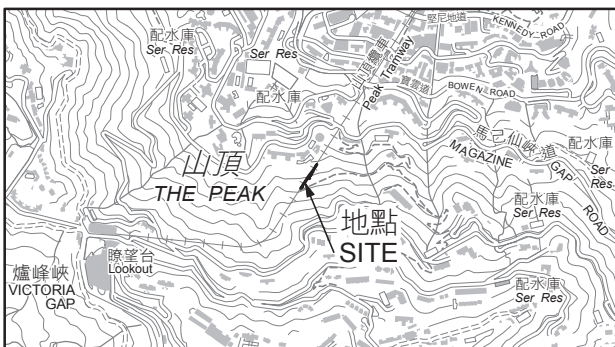 堅尼地道
KENNEDY ROAD
配水庫
Ser Res
Ser Res
配水庫
山頂纜車
Peak Tramway
寶雲道
BOWEN ROAD
馬己仙峽道
MAGAZINE GAP ROAD
配水庫
Ser Res
山頂
THE PEAK
地點
SITE
配水庫
Ser Res
瞭望台
Lookout
爐峰峽
VICTORIA
GAP
配水庫
Ser Res